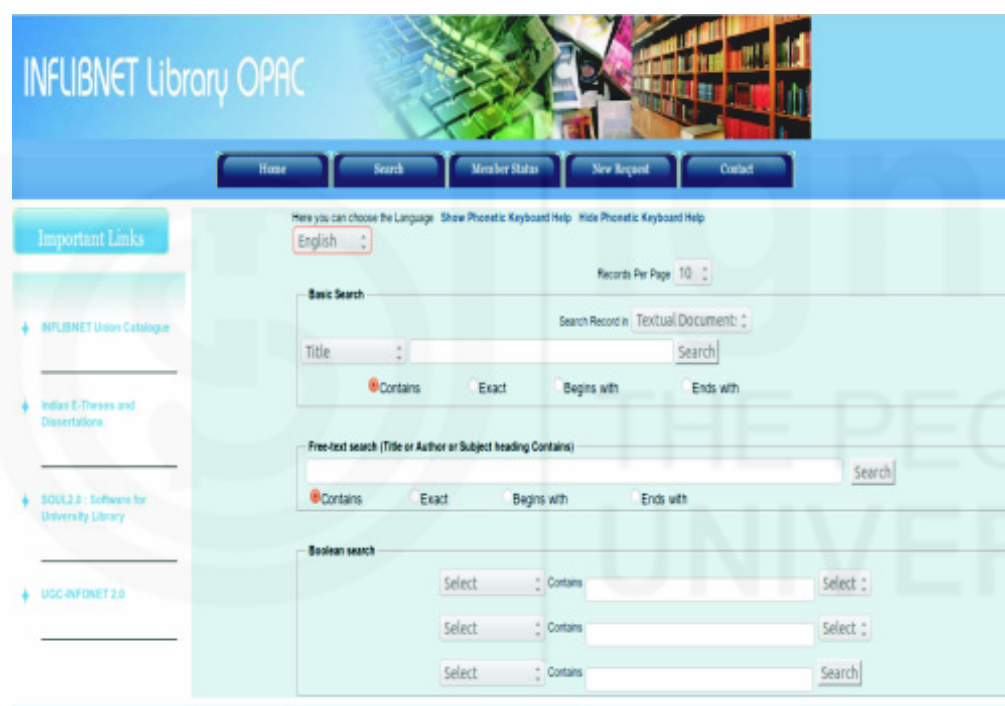 INFLIBNET Library OPAC
Home Search Member Status New Request Contact
Important Links
INFLIBNET Union Catalogue
Indian E-Theses and
Dissertations
SOUL2.0 : Software for
University Library
UGC-INFONET 2.0
Here you can choose the Language Show Phonetic Keyboard Help Hide Phonetic Keyboard Help
English
Records Per Page 10
Basic Search
Search Record in Textual Document:
Title Search
Contains Exact Begins with Ends with
Free-text search (Title or Author or Subject heading Contains)
Search
Contains Exact Begins with Ends with
Boolean search
Select Contains Select
Select Contains Select
Select Contains Search
THE PEO
UNIVER